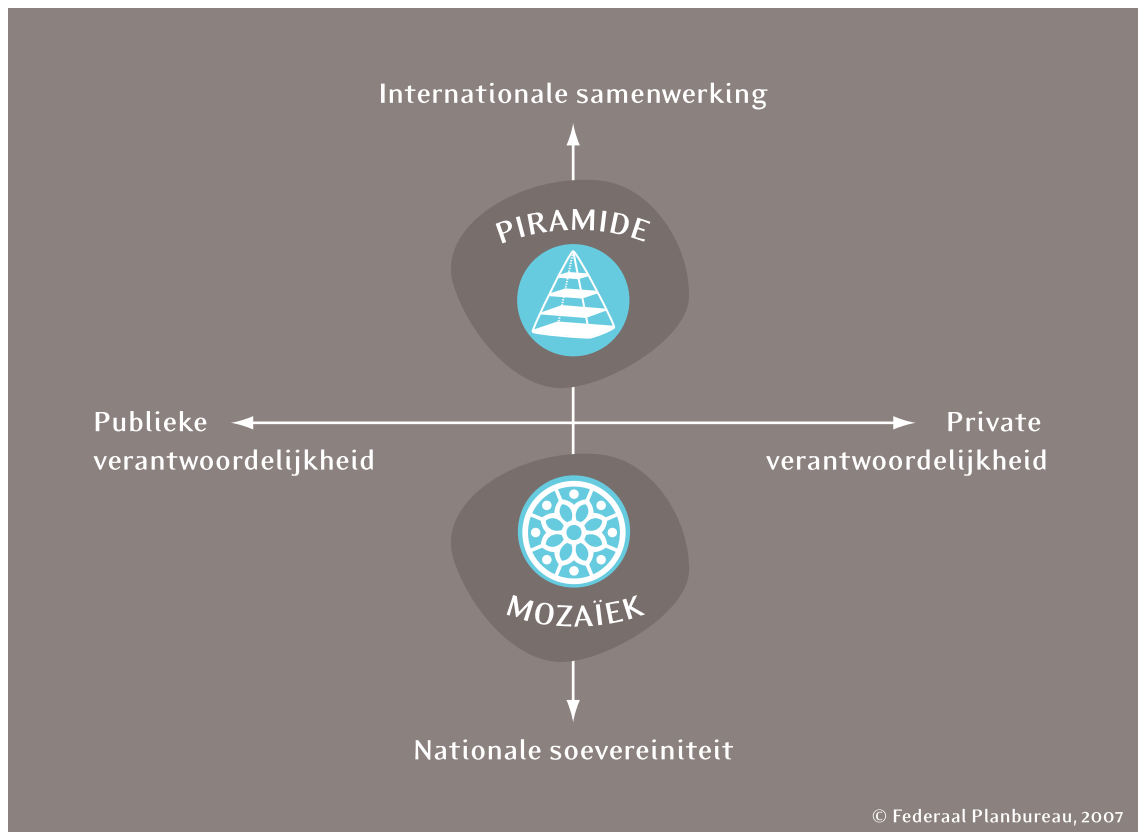 Internationale samenwerking
PIRAMIDE
Publieke
verantwoordelijkheid
Private
verantwoordelijkheid
MOZAÏEK
Nationale soevereiniteit
© Federaal Planbureau, 2007